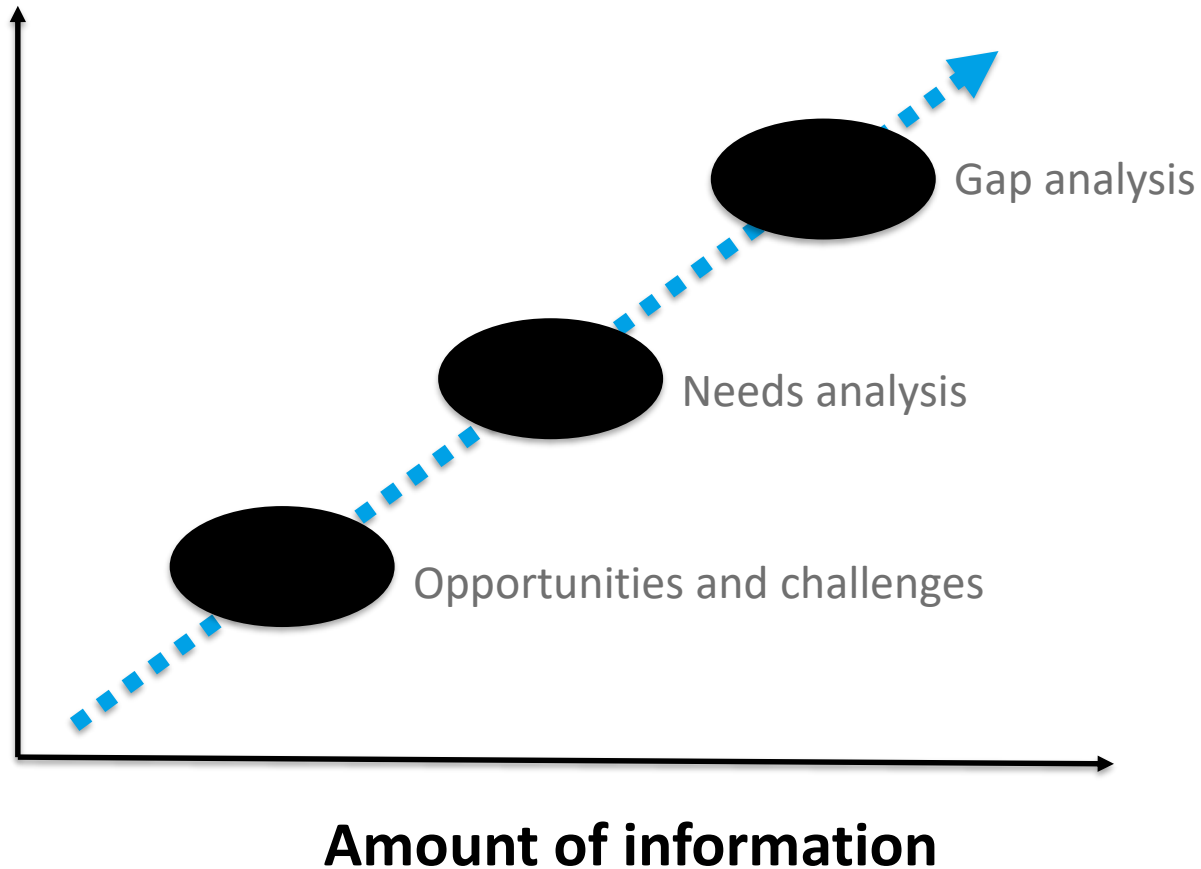 Gap analysis
Needs analysis
Opportunities and challenges
Amount of information